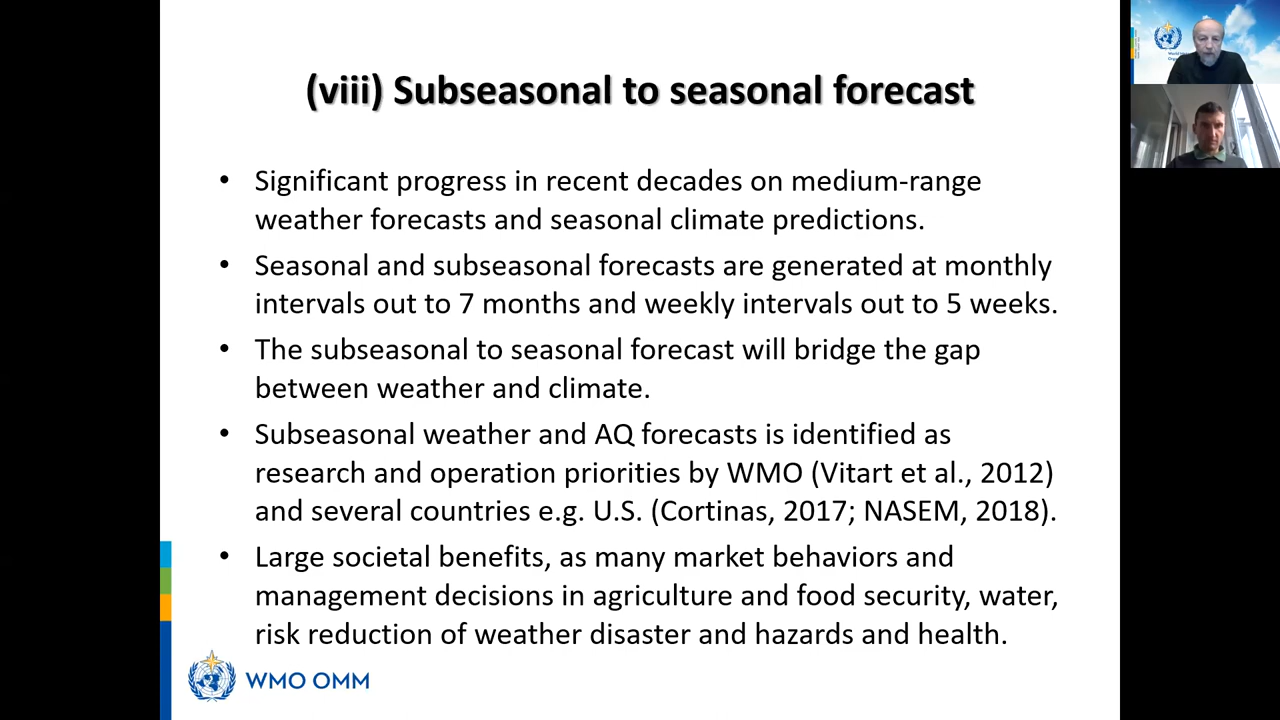 (viii) Subseasonal to seasonal forecast
• Significant progress in recent decades on medium-range
weather forecasts and seasonal climate predictions.
• Seasonal and subseasonal forecasts are generated at monthly
intervals out to 7 months and weekly intervals out to 5 weeks.
• The subseasonal to seasonal forecast will bridge the gap
between weather and climate.
• Subseasonal weather and AQ forecasts is identified as
research and operation priorities by WMO (Vitart et al., 2012)
and several countries e.g. U.S. (Cortinas, 2017; NASEM, 2018).
• Large societal benefits, as many market behaviors and
management decisions in agriculture and food security, water,
risk reduction of weather disaster and hazards and health.
WMO OMM